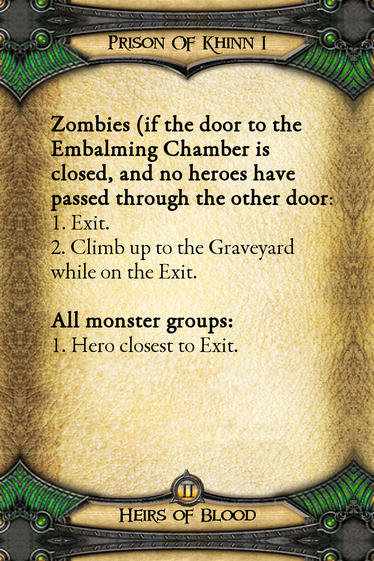 Prison Of Khinn I
Zombies (if the door to the
Embalming Chamber is
closed, and no heroes have
passed through the other door:
1. Exit.
2. Climb up to the Graveyard
while on the Exit.
All monster groups:
1. Hero closest to Exit.
II
Heirs of Blood